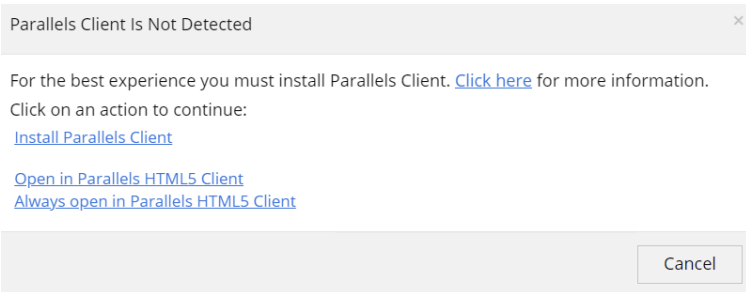 Parallels Client Is Not Detected
×
For the best experience you must install Parallels Client. Click here for more information.
Click on an action to continue:
Install Parallels Client
Open in Parallels HTML5 Client
Always open in Parallels HTML5 Client
Cancel